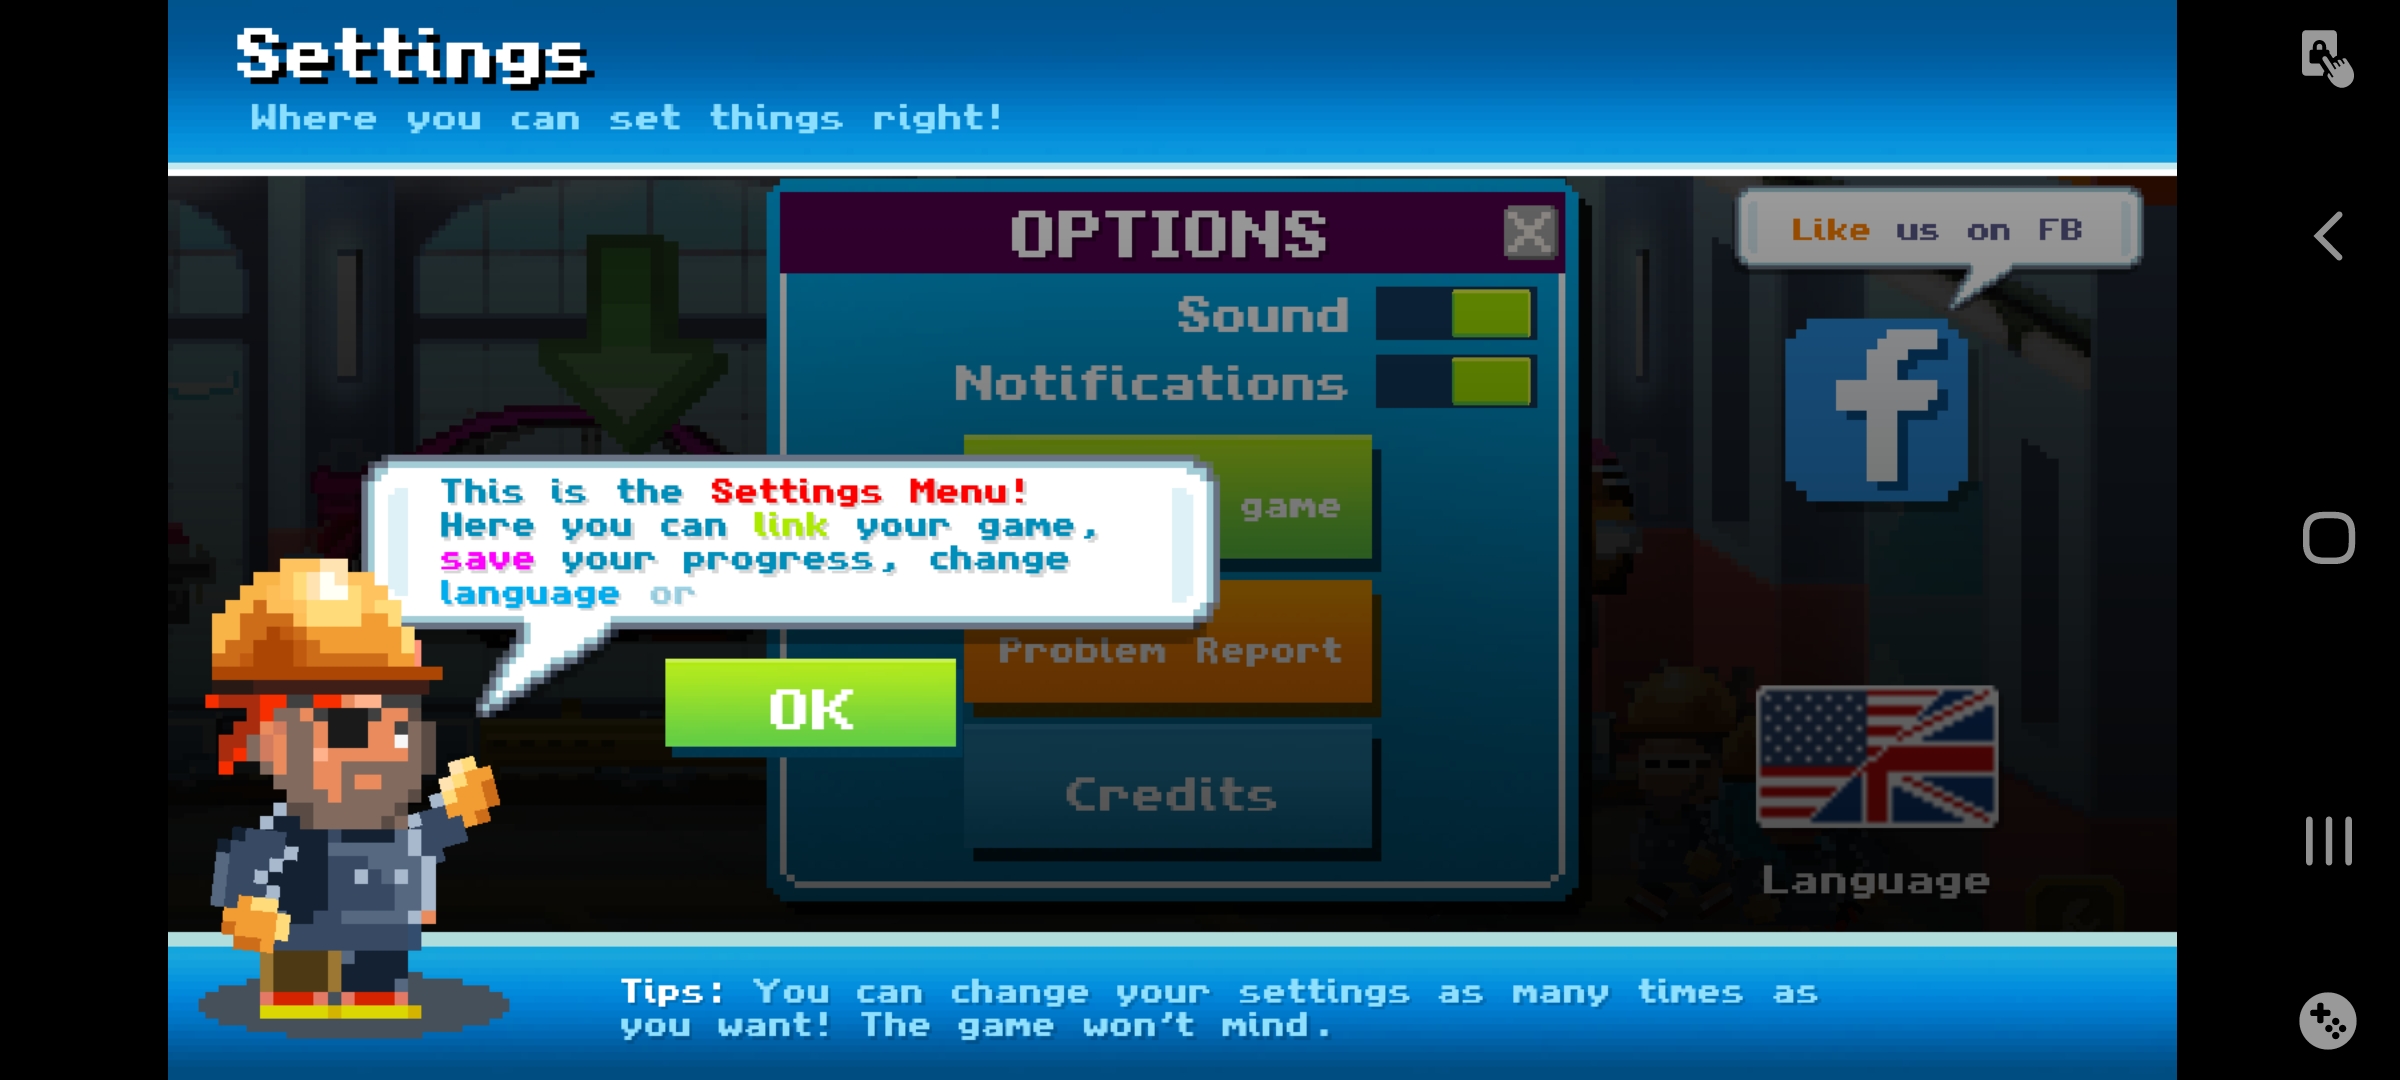 Settings
Where you can set things right!
OPTIONS
Like us on FB
Sound
Notifications
This is the Settings Menu!
Here you can link your game,
save your progress, change
language or
game
OK
Problem Report
Credits
Language
Tips: You can change your settings as many times as
you want! The game won't mind.